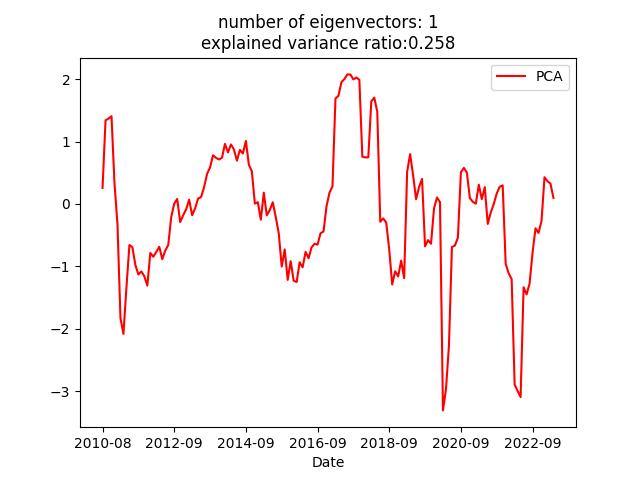 number of eigenvectors: 1
explained variance ratio:0.258
PCA
2
1
0
−1
−2
−3
2010-08 2012-09 2014-09 2016-09 2018-09 2020-09 2022-09
Date